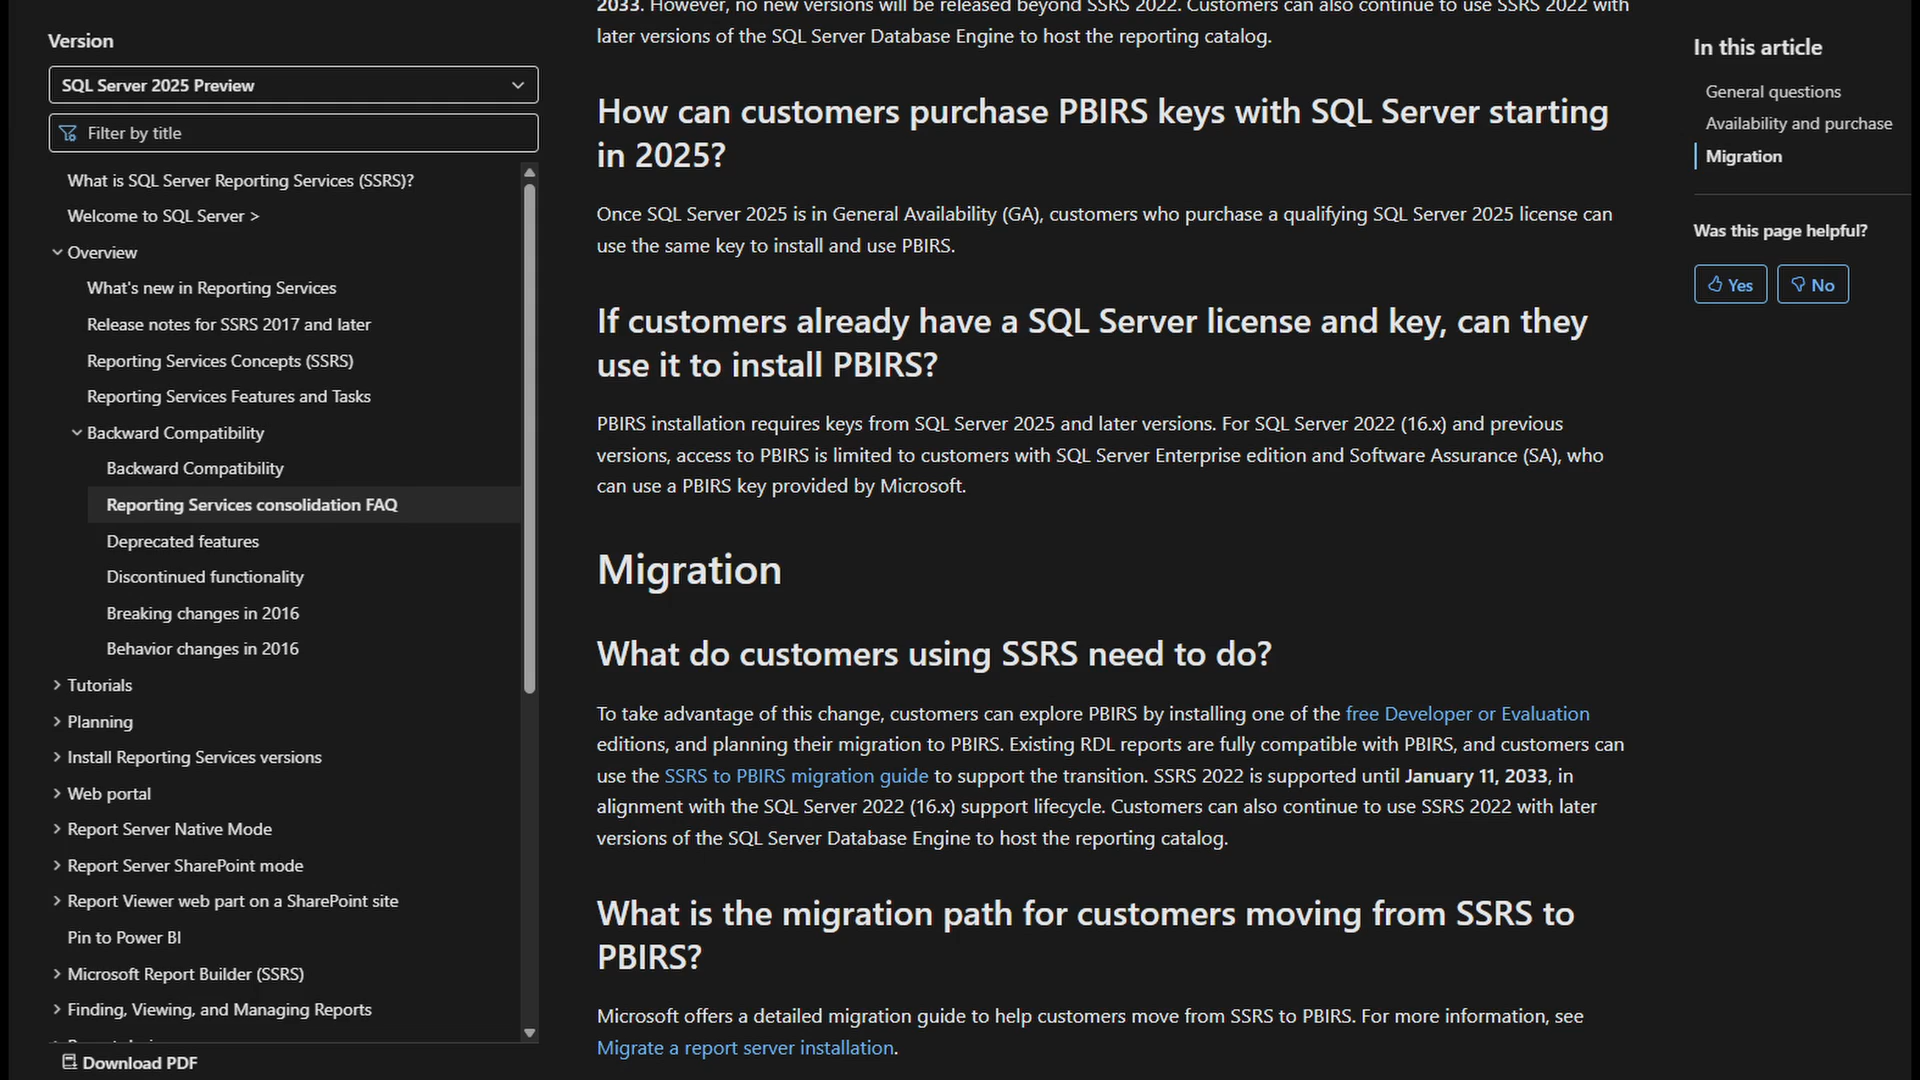 Version
SQL Server 2025 Preview
Filter by title
What is SQL Server Reporting Services (SSRS)?
Welcome to SQL Server >
Overview
What's new in Reporting Services
Release notes for SSRS 2017 and later
Reporting Services Concepts (SSRS)
Reporting Services Features and Tasks
Backward Compatibility
Backward Compatibility
Reporting Services consolidation FAQ
Deprecated features
Discontinued functionality
Breaking changes in 2016
Behavior changes in 2016
Tutorials
Planning
Install Reporting Services versions
Web portal
Report Server Native Mode
Report Server SharePoint mode
Report Viewer web part on a SharePoint site
Pin to Power BI
Microsoft Report Builder (SSRS)
Finding, Viewing, and Managing Reports
Download PDF
2033. However, no new versions will be released beyond SSRS 2022. Customers can also continue to use SSRS 2022 with
later versions of the SQL Server Database Engine to host the reporting catalog.
How can customers purchase PBIRS keys with SQL Server starting
in 2025?
Once SQL Server 2025 is in General Availability (GA), customers who purchase a qualifying SQL Server 2025 license can
use the same key to install and use PBIRS.
If customers already have a SQL Server license and key, can they
use it to install PBIRS?
PBIRS installation requires keys from SQL Server 2025 and later versions. For SQL Server 2022 (16.x) and previous
versions, access to PBIRS is limited to customers with SQL Server Enterprise edition and Software Assurance (SA), who
can use a PBIRS key provided by Microsoft.
Migration
What do customers using SSRS need to do?
To take advantage of this change, customers can explore PBIRS by installing one of the free Developer or Evaluation
editions, and planning their migration to PBIRS. Existing RDL reports are fully compatible with PBIRS, and customers can
use the SSRS to PBIRS migration guide to support the transition. SSRS 2022 is supported until January 11, 2033, in
alignment with the SQL Server 2022 (16.x) support lifecycle. Customers can also continue to use SSRS 2022 with later
versions of the SQL Server Database Engine to host the reporting catalog.
What is the migration path for customers moving from SSRS to
PBIRS?
Microsoft offers a detailed migration guide to help customers move from SSRS to PBIRS. For more information, see
Migrate a report server installation.
In this article
General questions
Availability and purchase
Migration
Was this page helpful?
Yes
No